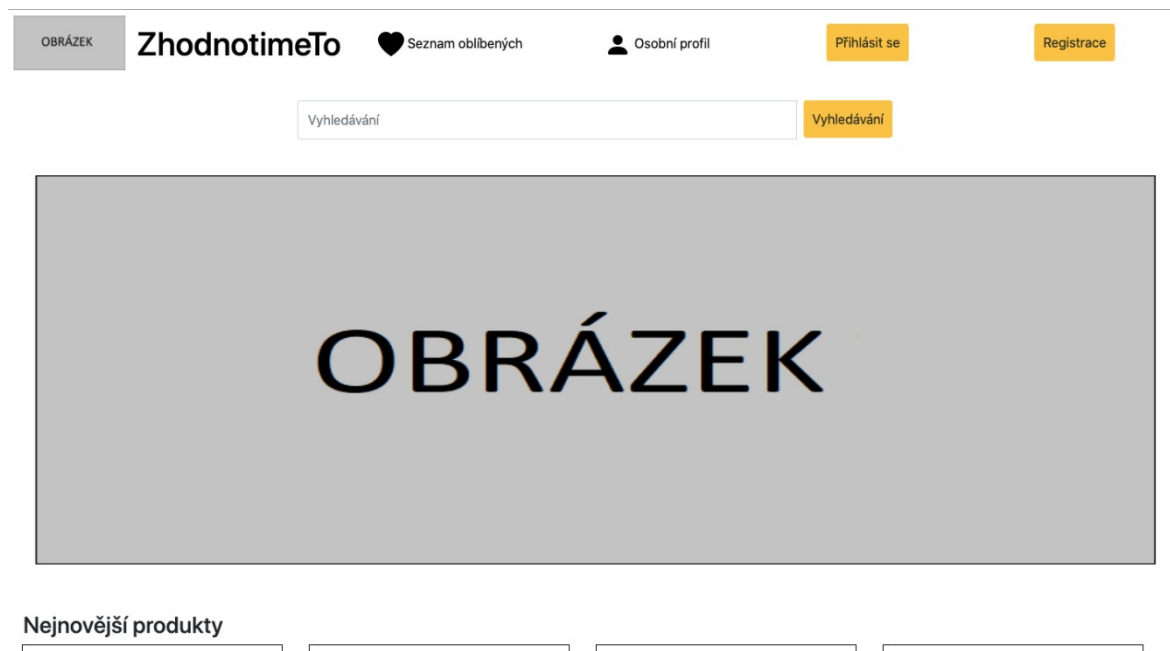 OBRÁZEK
ZhodnotimeTo
Seznam oblíbených
Osobní profil
Přihlásit se
Registrace
Vyhledávání
Vyhledávání
OBRÁZEK
Nejnovější produkty